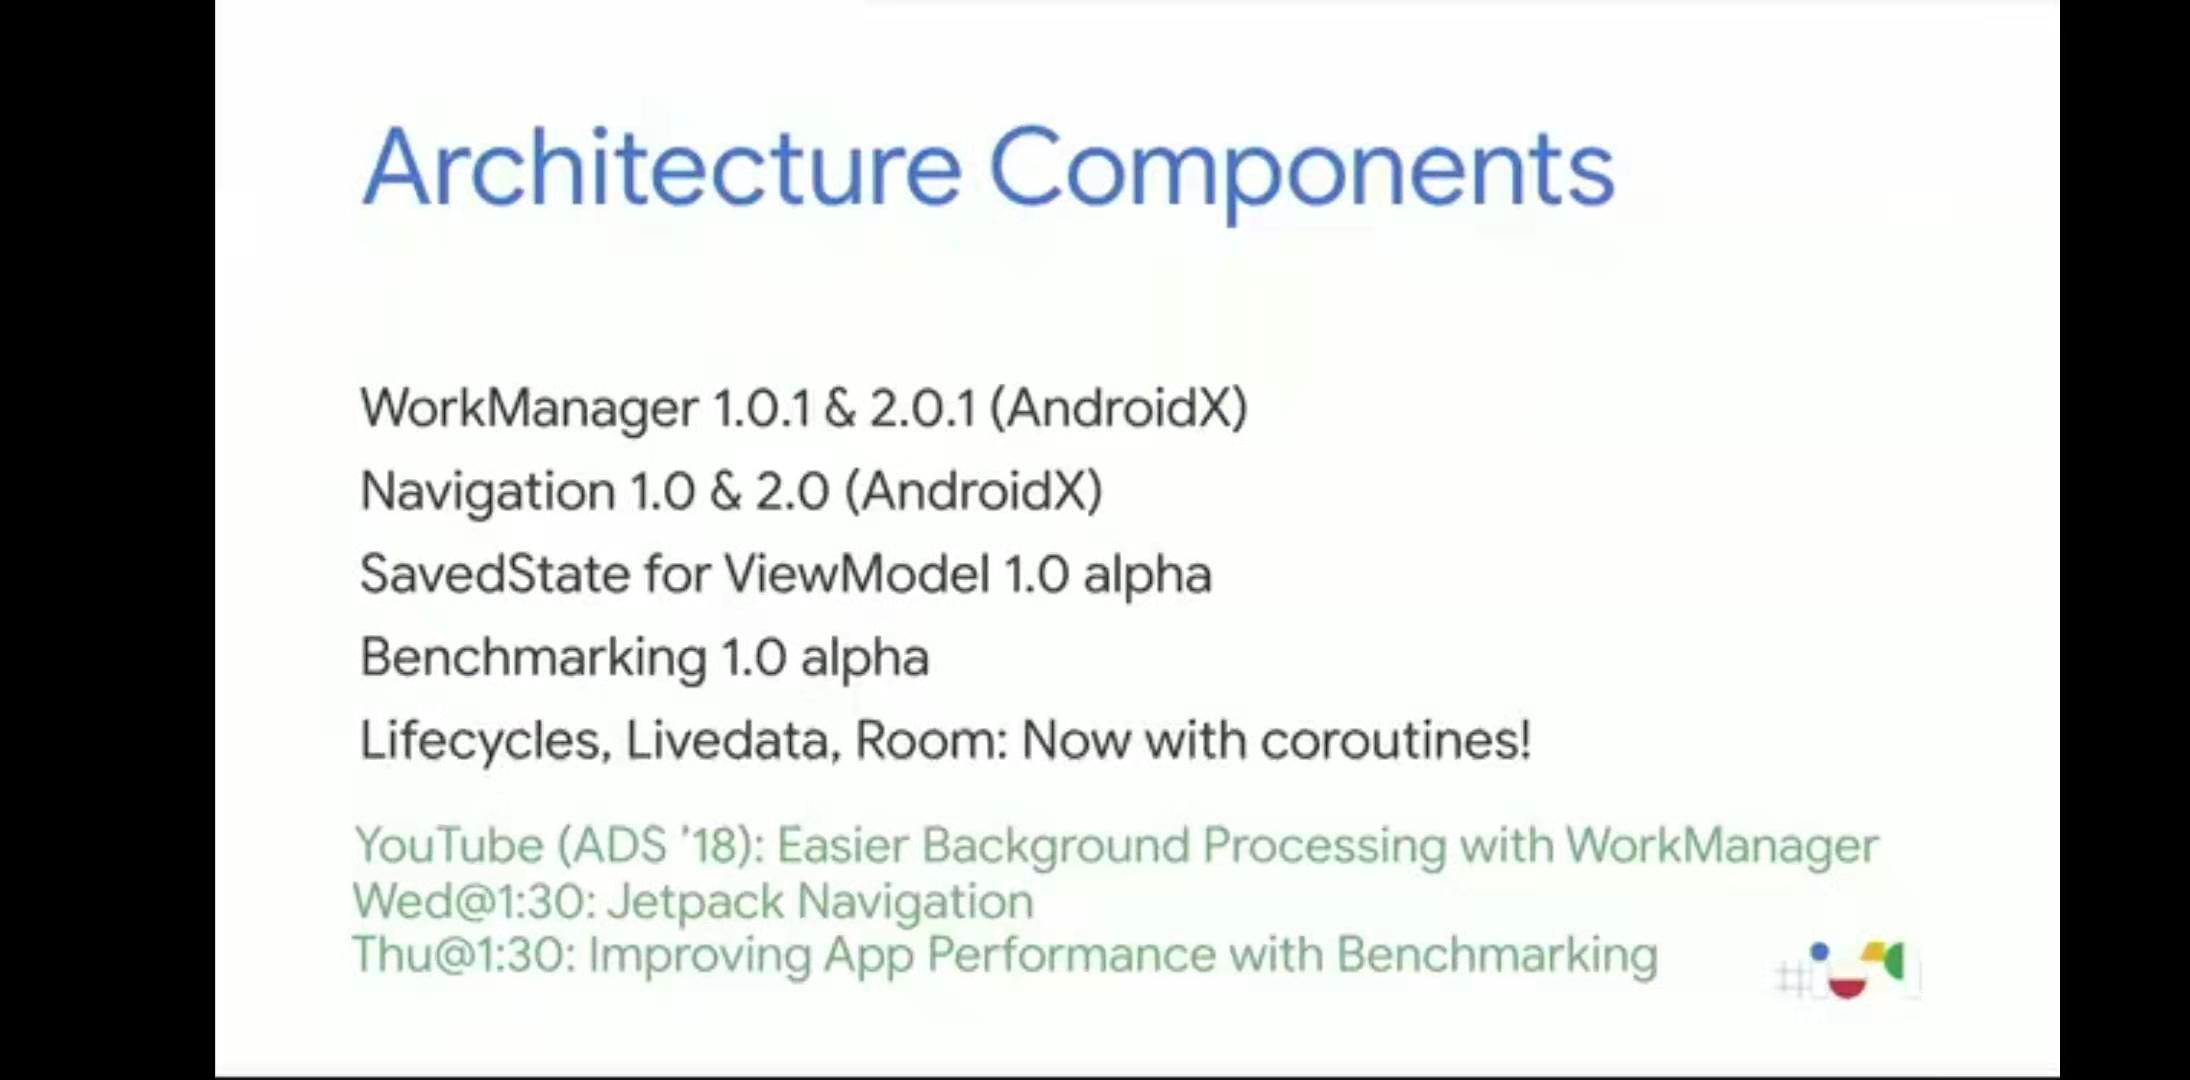 Architecture Components
WorkManager 1.0.1 & 2.0.1 (AndroidX)
Navigation 1.0 & 2.0 (AndroidX)
SavedState for ViewModel 1.0 alpha
Benchmarking 1.0 alpha
Lifecycles, Livedata, Room: Now with coroutines!
YouTube (ADS '18): Easier Background Processing with WorkManager
Wed@1:30: Jetpack Navigation
Thu@1:30: Improving App Performance with Benchmarking